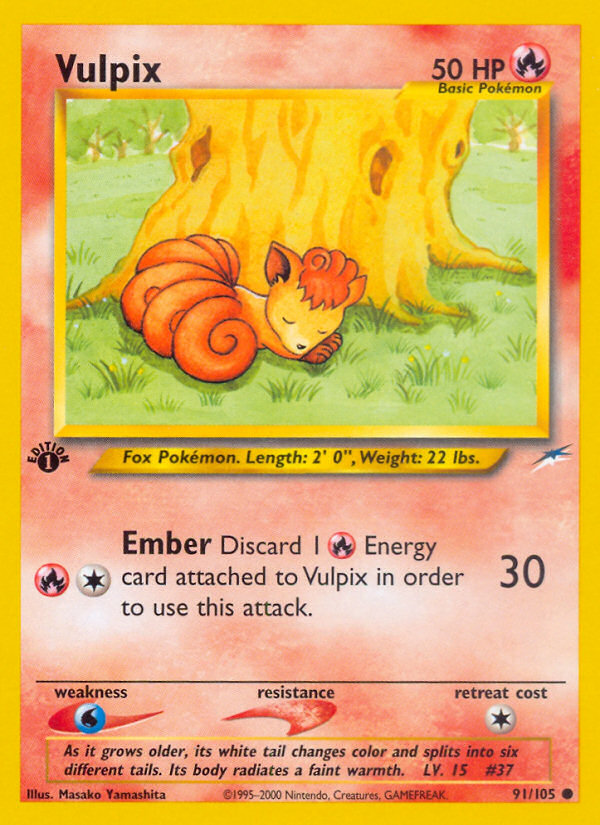 Vulpix
50 HP
Basic Pokémon
EDITION
1
Fox Pokémon. Length: 2' 0", Weight: 22 lbs.
Ember Discard 1 Energy
card attached to Vulpix in order
to use this attack.
30
weakness resistance retreat cost
As it grows older, its white tail changes color and splits into six
different tails. Its body radiates a faint warmth. LV. 15 #37
Illus. Masako Yamashita ©1995–2000 Nintendo, Creatures, GAMEFREAK. 91/105